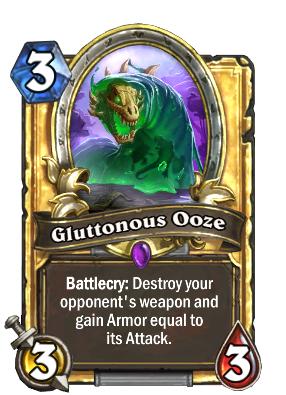 3
Gluttonous Ooze
Battlecry: Destroy your
opponent's weapon and
gain Armor equal to
its Attack.
3
3